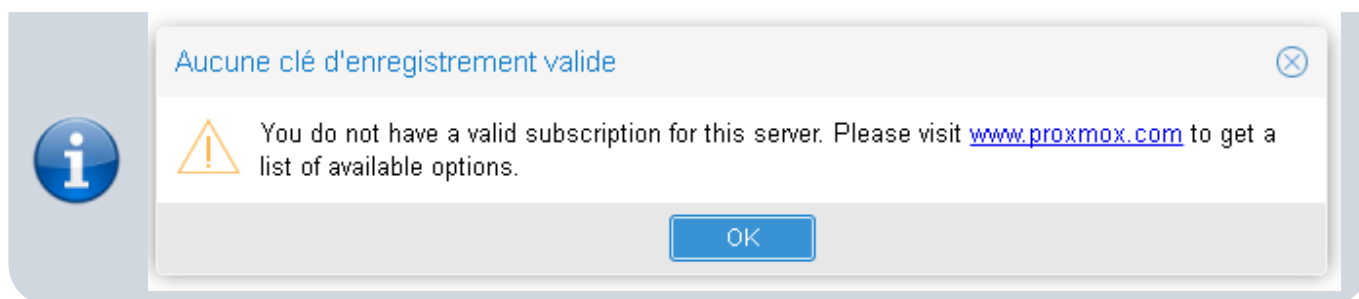 Aucune clé d'enregistrement valide
You do not have a valid subscription for this server. Please visit www.proxmox.com to get a
list of available options.
OK